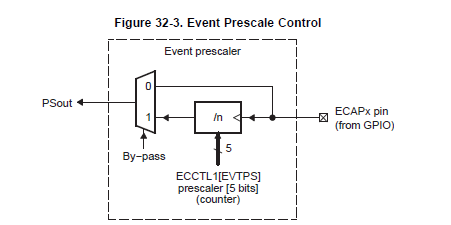 Figure 32-3. Event Prescale Control
Event prescaler
0
PSout
1
/n
ECAPx pin
(from GPIO)
By−pass
5
ECCTL1[EVTPS]
prescaler [5 bits]
(counter)